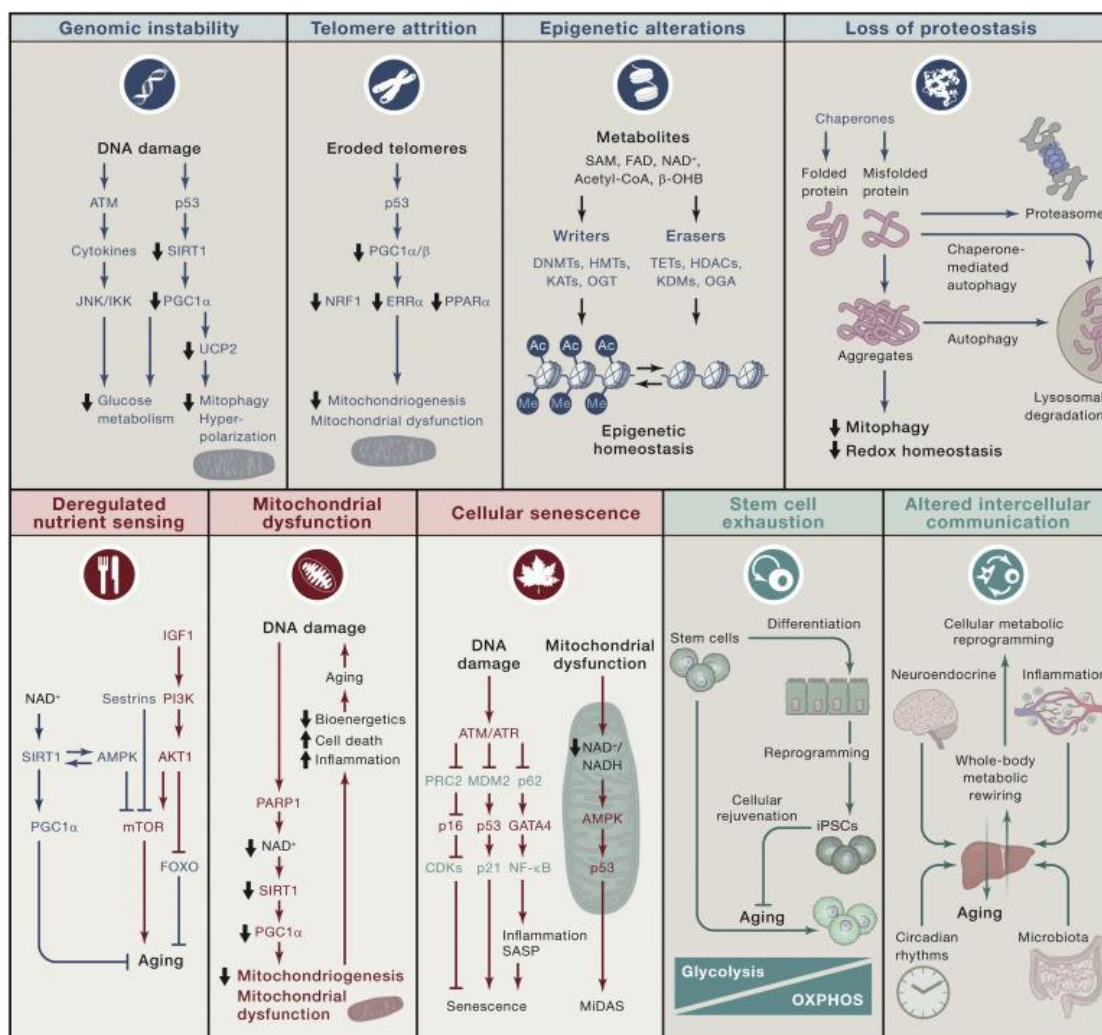 Genomic instability
DNA damage
ATM
p53
Cytokines
SIRT1
JNK/IKK
PGC1α
UCP2
Glucose
metabolism
Mitophagy
Hyper-
polarization
Telomere attrition
Eroded telomeres
p53
PGC1α/β
NRF1
ERRα
PPARα
Mitochondriogenesis
Mitochondrial dysfunction
Epigenetic alterations
Metabolites
SAM, FAD, NAD⁺,
Acetyl-CoA, β-OHB
Writers
DNMTs, HMTs,
KATs, OGT
Erasers
TETs, HDACs,
KDMs, OGA
Ac
Ac
Ac
Me
Me
Me
Epigenetic
homeostasis
Loss of proteostasis
Chaperones
Folded
protein
Misfolded
protein
Proteasome
Chaperone-
mediated
autophagy
Aggregates
Autophagy
Lysosomal
degradation
Mitophagy
Redox homeostasis
Deregulated
nutrient sensing
IGF1
NAD⁺
Sestrins
PI3K
SIRT1
AMPK
AKT1
PGC1α
mTOR
FOXO
Aging
Mitochondrial
dysfunction
DNA damage
Aging
Bioenergetics
Cell death
Inflammation
PARP1
NAD⁺
SIRT1
PGC1α
Mitochondriogenesis
Mitochondrial
dysfunction
Cellular senescence
DNA
damage
Mitochondrial
dysfunction
ATM/ATR
PRC2
MDM2
p62
p16
p53
GATA4
CDKs
p21
NF-κB
Inflammation
SASP
Senescence
NAD⁺/
NADH
AMPK
p53
MiDAS
Stem cell
exhaustion
Differentiation
Stem cells
Reprogramming
Cellular
rejuvenation
iPSCs
Aging
Glycolysis
OXPHOS
Altered intercellular
communication
Cellular metabolic
reprogramming
Neuroendocrine
Inflammation
Whole-body
metabolic
rewiring
Aging
Circadian
rhythms
Microbiota